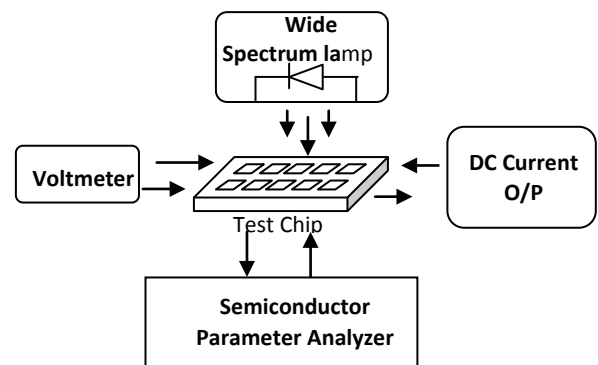 Wide
Spectrum lamp
Voltmeter
DC Current
O/P
Test Chip
Semiconductor
Parameter Analyzer